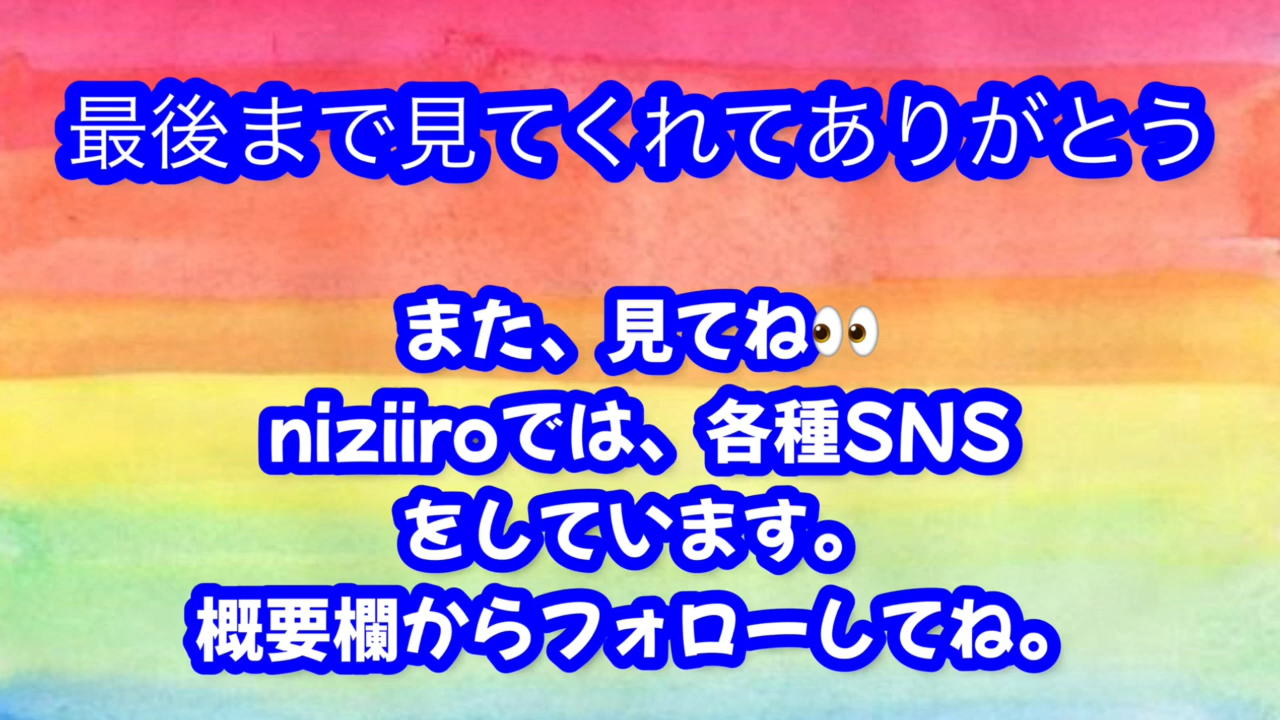 最後まで見てくれてありがとう
また、見てね👀
niziiroでは、各種SNS
をしています。
概要欄からフォローしてね。